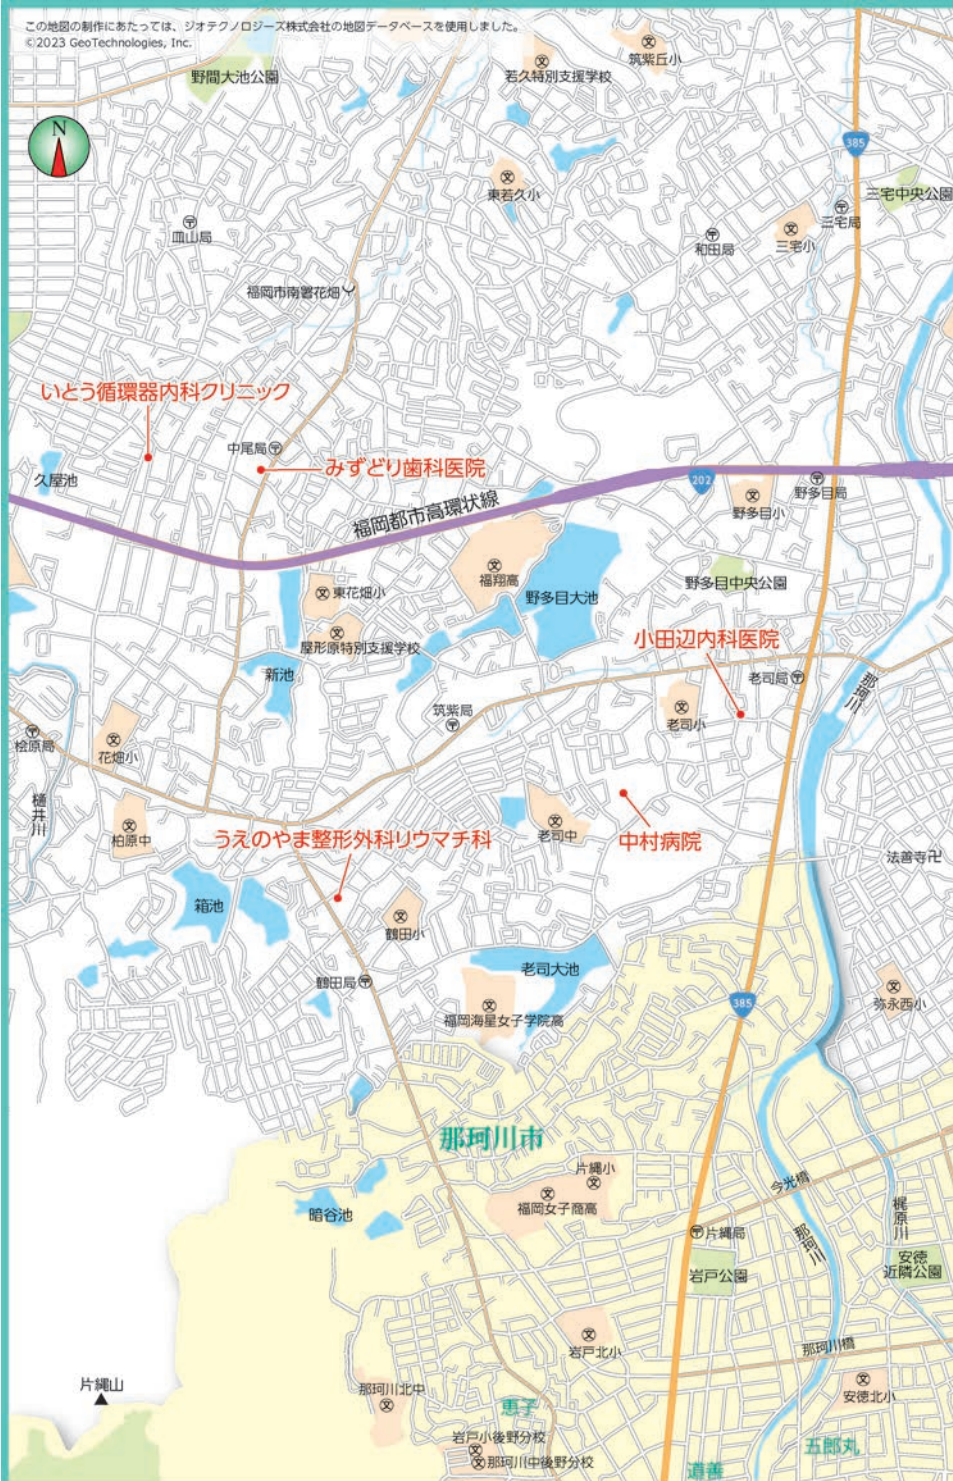 この地図の制作にあたっては、ジオテクノロジーズ株式会社の地図データベースを使用しました。
©2023 GeoTechnologies, Inc.
筑紫丘小
若久特別支援学校
野間大池公園
N
385
東若久小
三宅中央公園
三宅局
皿山局
和田局
三宅小
福岡市南署花畑
いとう循環器内科クリニック
中尾局
みずどり歯科医院
久屋池
202
野多目局
福岡都市高環状線
野多目小
福翔高
野多目中央公園
東花畑小
野多目大池
屋形原特別支援学校
小田辺内科医院
新池
老司局
那珂川
筑紫局
老司小
桧原局
花畑小
樋井川
柏原中
うえのやま整形外科リウマチ科
老司中
中村病院
法善寺
箱池
鶴田小
老司大池
鶴田局
弥永西小
385
福岡海星女子学院高
那珂川市
片縄小
今光橋
福岡女子商高
暗谷池
梶原川
片縄局
那珂川
安徳
近隣公園
岩戸公園
那珂川橋
岩戸北小
片縄山
那珂川北中
安徳北小
恵子
岩戸小後野分校
五郎丸
那珂川中後野分校
道善